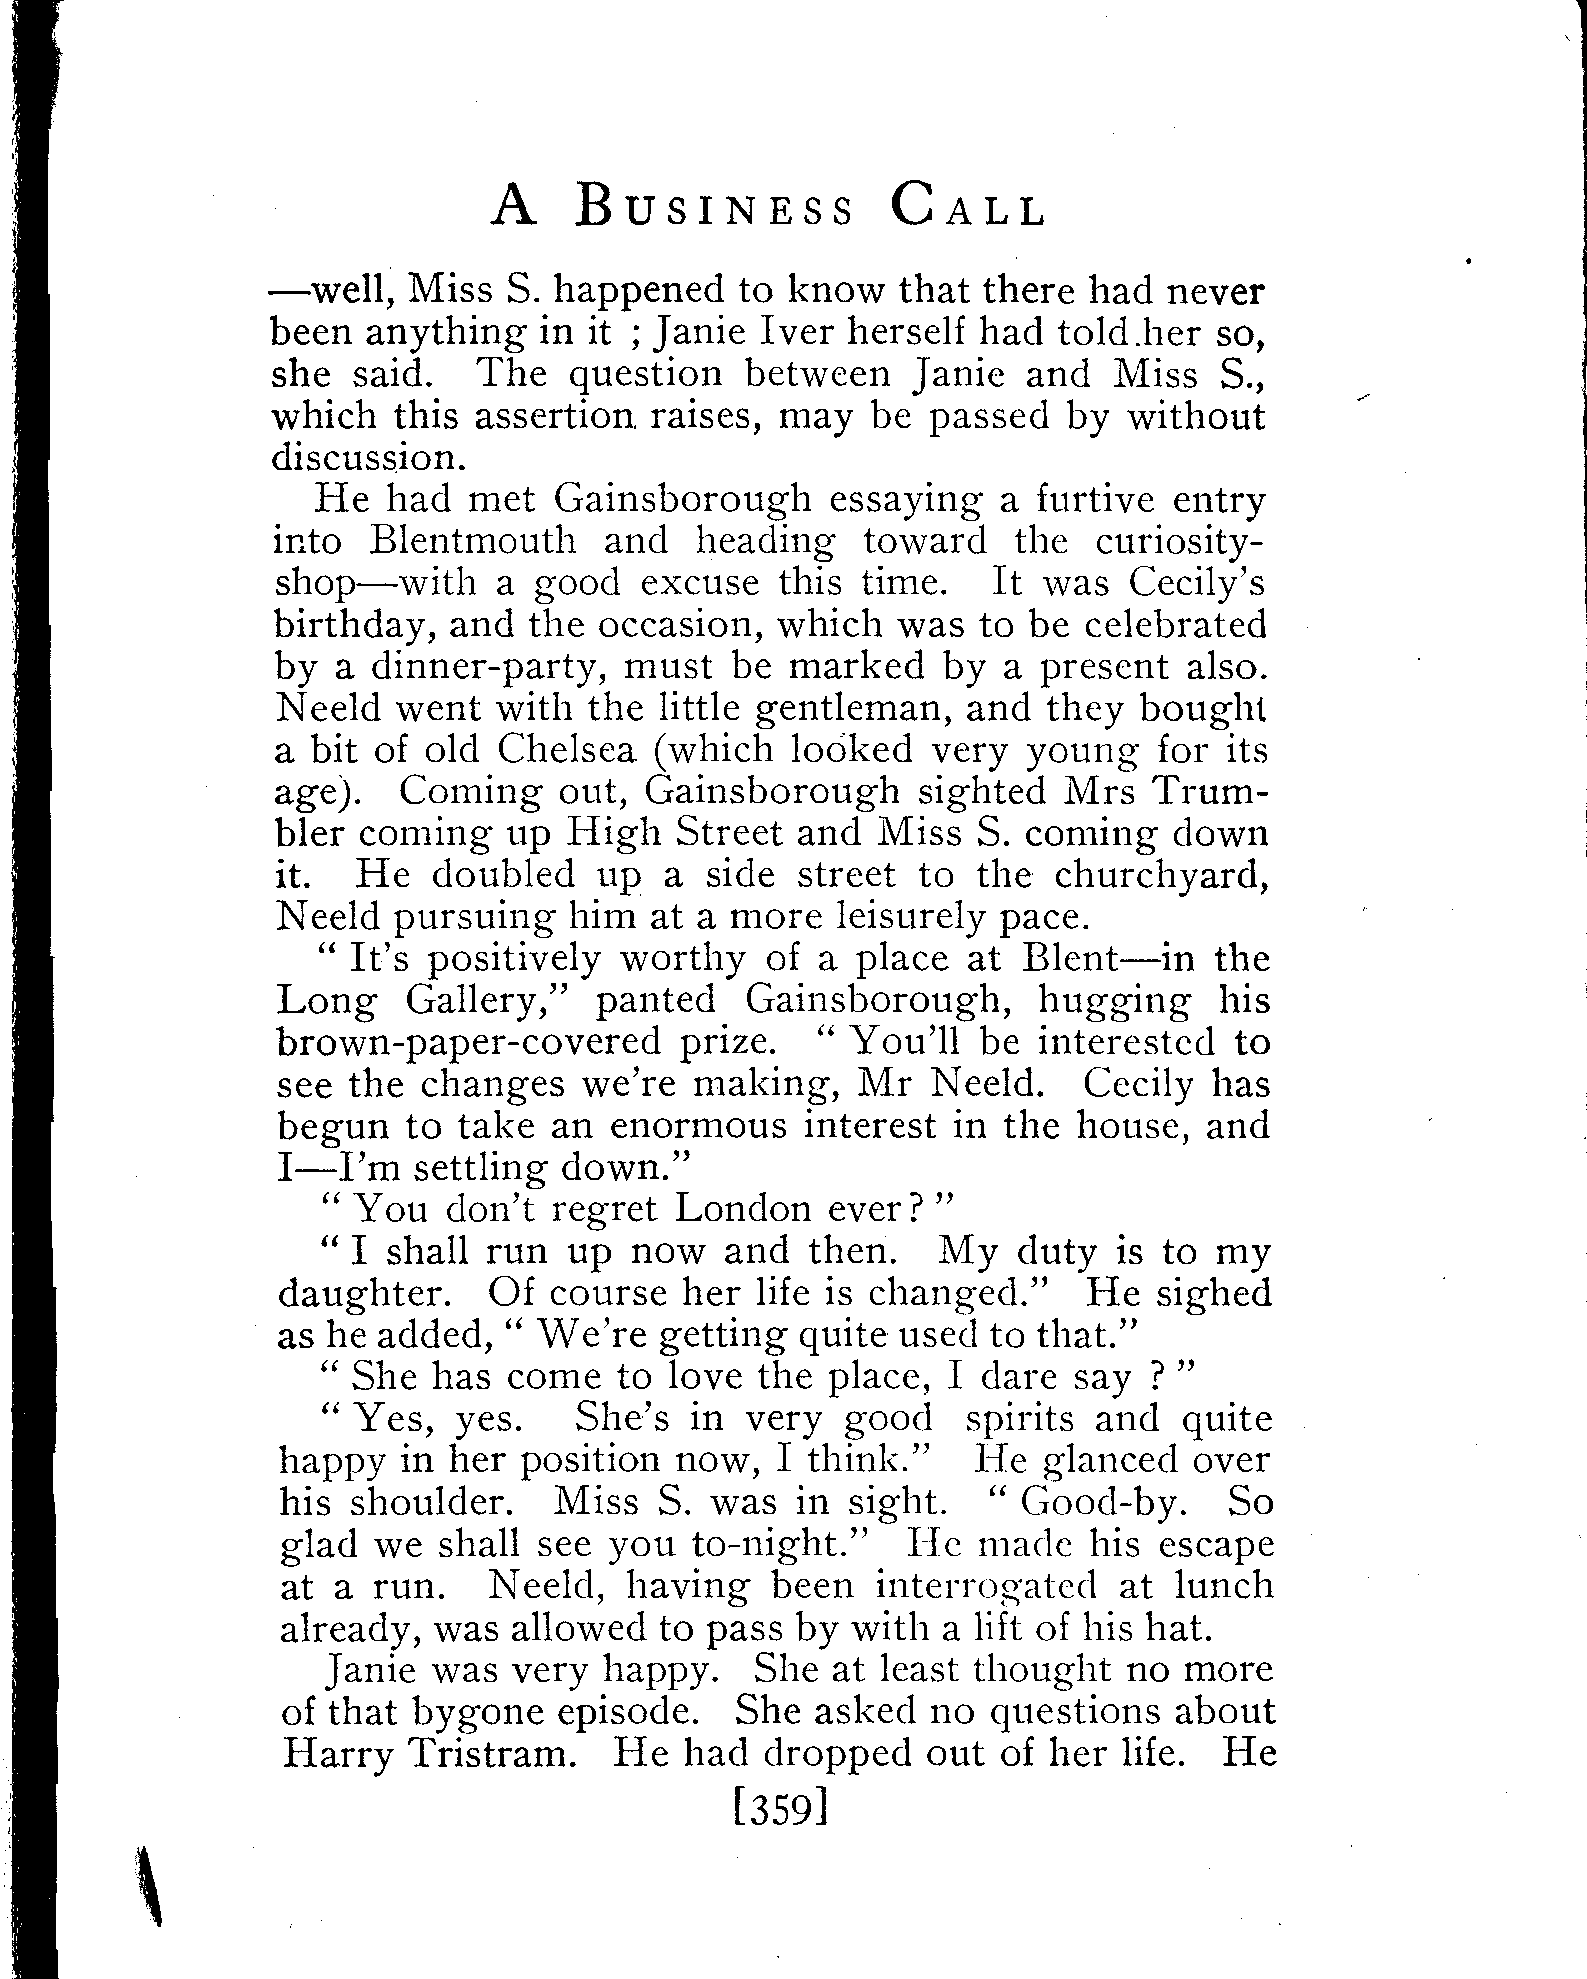 A BUSINESS CALL
—well, Miss S. happened to know that there had never
been anything in it ; Janie Iver herself had told her so,
she said. The question between Janie and Miss S.,
which this assertion raises, may be passed by without
discussion.
He had met Gainsborough essaying a furtive entry
into Blentmouth and heading toward the curiosity-
shop—with a good excuse this time. It was Cecily's
birthday, and the occasion, which was to be celebrated
by a dinner-party, must be marked by a present also.
Neeld went with the little gentleman, and they bought
a bit of old Chelsea (which looked very young for its
age). Coming out, Gainsborough sighted Mrs Trum-
bler coming up High Street and Miss S. coming down
it. He doubled up a side street to the churchyard,
Neeld pursuing him at a more leisurely pace.
“ It's positively worthy of a place at Blent—in the
Long Gallery,” panted Gainsborough, hugging his
brown-paper-covered prize. “ You'll be interested to
see the changes we're making, Mr Neeld. Cecily has
begun to take an enormous interest in the house, and
I—I'm settling down.”
“ You don't regret London ever? ”
“ I shall run up now and then. My duty is to my
daughter. Of course her life is changed.” He sighed
as he added, “ We're getting quite used to that.”
“ She has come to love the place, I dare say ? ”
“ Yes, yes. She's in very good spirits and quite
happy in her position now, I think.” He glanced over
his shoulder. Miss S. was in sight. “ Good-by. So
glad we shall see you to-night.” He made his escape
at a run. Neeld, having been interrogated at lunch
already, was allowed to pass by with a lift of his hat.
Janie was very happy. She at least thought no more
of that bygone episode. She asked no questions about
Harry Tristram. He had dropped out of her life. He
[359]